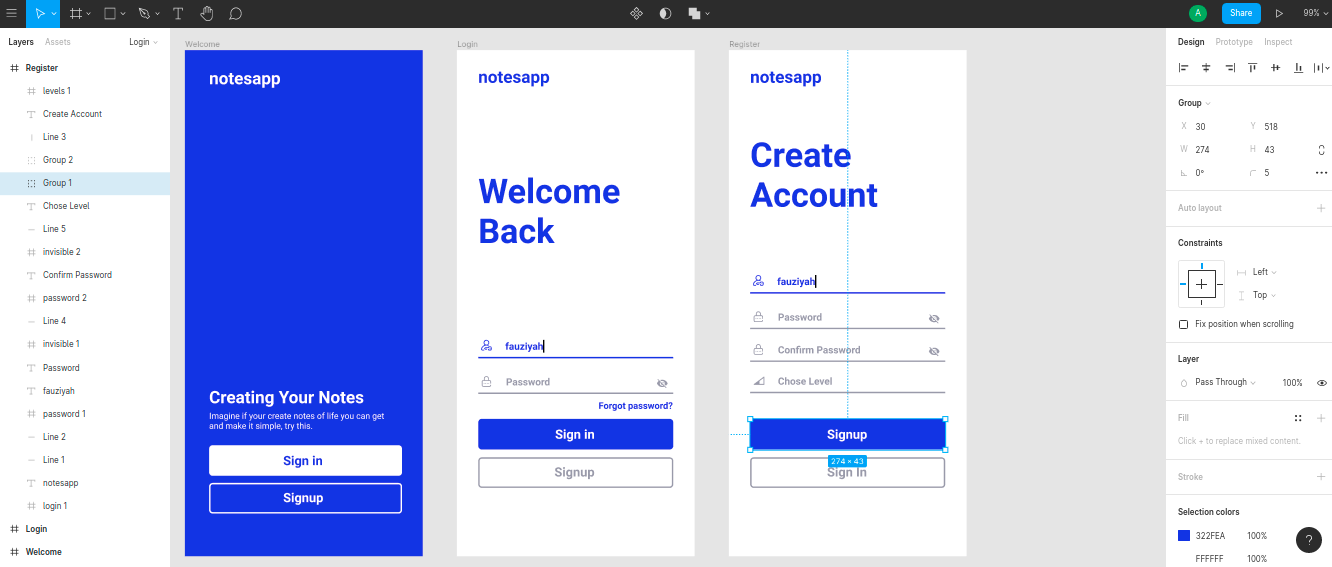 A
Share
99%
Layers
Assets
Login
Register
levels 1
Create Account
Line 3
Group 2
Group 1
Chose Level
Line 5
invisible 2
Confirm Password
password 2
Line 4
invisible 1
Password
fauziyah
password 1
Line 2
Line 1
notesapp
login 1
Login
Welcome
Welcome
notesapp
Creating Your Notes
Imagine if your create notes of life you can get
and make it simple, try this.
Sign in
Signup
Login
notesapp
Welcome
Back
fauziyah
Password
Forgot password?
Sign in
Signup
Register
notesapp
Create
Account
fauziyah
Password
Confirm Password
Chose Level
Signup
274 × 43
Sign In
Design
Prototype
Inspect
Group
X 30
Y 518
W 274
H 43
0°
5
Auto layout
Constraints
Left
Top
Fix position when scrolling
Layer
Pass Through
100%
Fill
Click + to replace mixed content.
Stroke
Selection colors
322FEA
100%
?
FFFFFF
100%